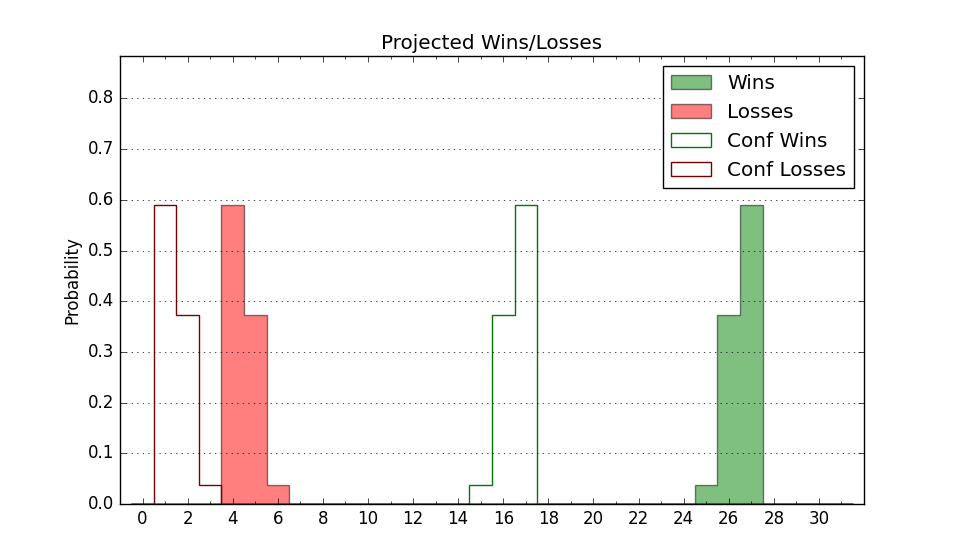 Projected Wins/Losses
Wins
Losses
Conf Wins
Conf Losses
Probability
0.8
0.7
0.6
0.5
0.4
0.3
0.2
0.1
0.0
0 2 4 6 8 10 12 14 16 18 20 22 24 26 28 30